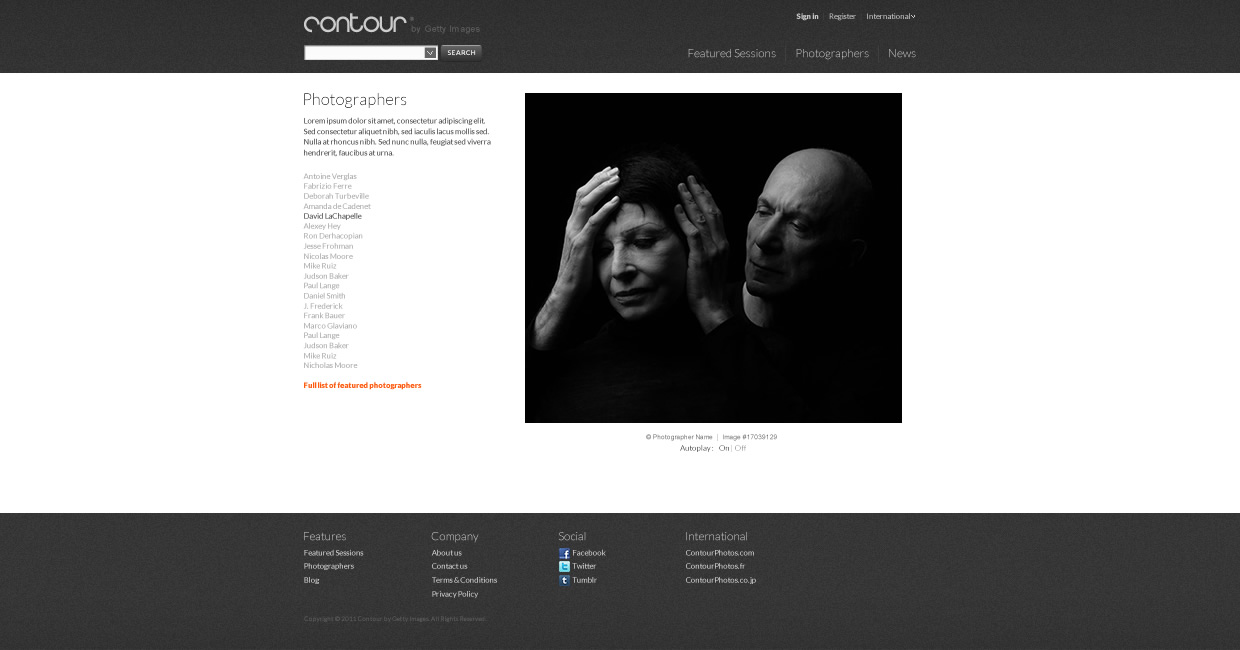 contour® by Getty Images
Sign in | Register | International
SEARCH
Featured Sessions | Photographers | News
Photographers
Lorem ipsum dolor sit amet, consectetur adipiscing elit.
Sed consectetur aliquet nibh, sed iaculis lacus mollis sed.
Nulla at rhoncus nibh. Sed nunc nulla, feugiat sed viverra
hendrerit, faucibus at urna.
Antoine Verglas
Fabrizio Ferre
Deborah Turbeville
Amanda de Cadenet
David LaChapelle
Alexey Hey
Ron Derhacopian
Jesse Frohman
Nicolas Moore
Mike Ruiz
Judson Baker
Paul Lange
Daniel Smith
J. Frederick
Frank Bauer
Marco Glaviano
Paul Lange
Judson Baker
Mike Ruiz
Nicholas Moore
Full list of featured photographers
© Photographer Name | Image #17039129
Autoplay: On | Off
Features
Featured Sessions
Photographers
Blog
Company
About us
Contact us
Terms & Conditions
Privacy Policy
Social
Facebook
Twitter
Tumblr
International
ContourPhotos.com
ContourPhotos.fr
ContourPhotos.co.jp
Copyright © 2011 Contour by Getty Images. All Rights Reserved.